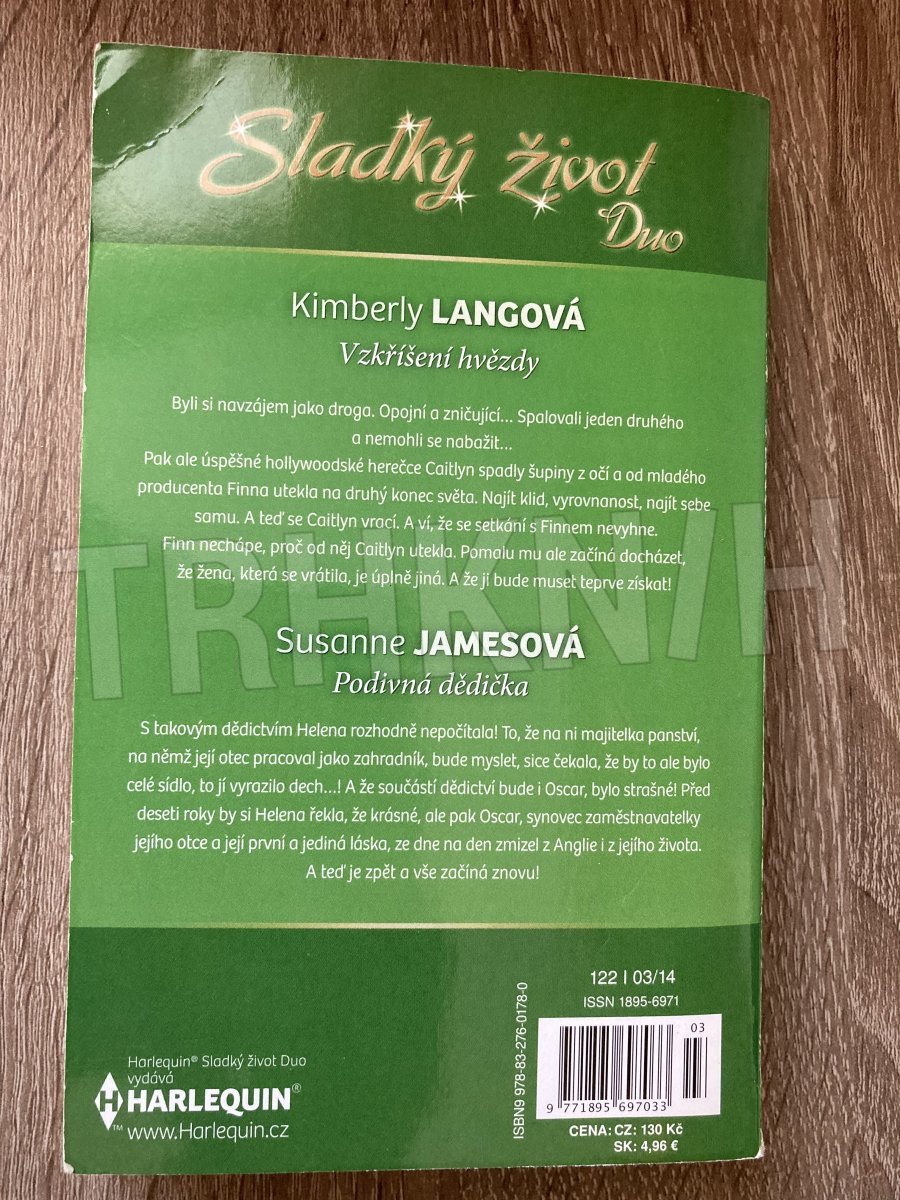 Sladký život
Duo
Kimberly LANGOVÁ
Vzkříšení hvězdy
Byli si navzájem jako droga. Opojní a zničující... Spalovali jeden druhého
a nemohli se nabažit...
Pak ale úspěšné hollywoodské herečce Caitlyn spadly šupiny z očí a od mladého
producenta Finna utekla na druhý konec světa. Najít klid, vyrovnanost, najít sebe
samu. A teď se Caitlyn vrací. A ví, že se setkání s Finnem nevyhne.
Finn nechápe, proč od něj Caitlyn utekla. Pomalu mu ale začíná docházet,
že žena, která se vrátila, je úplně jiná. A že ji bude muset teprve získat!
TRHKNIH
Susanne JAMESOVÁ
Podivná dědička
S takovým dědictvím Helena rozhodně nepočítala! To, že na ni majitelka panství,
na němž její otec pracoval jako zahradník, bude myslet, sice čekala, že by to ale bylo
celé sídlo, to jí vyrazilo dech...! A že součástí dědictví bude i Oscar, bylo strašné! Před
deseti roky by si Helena řekla, že krásné, ale pak Oscar, synovec zaměstnavatelky
jejího otce a její první a jediná láska, ze dne na den zmizel z Anglie i z jejího života.
A teď je zpět a vše začíná znovu!
122 | 03/14
ISSN 1895-6971
03
ISBN9 978-83-276-0178-0
9 771895 697033
CENA: CZ: 130 Kč
SK: 4,96 €
Harlequin® Sladký život Duo
vydává
H HARLEQUIN®
™ www.Harlequin.cz